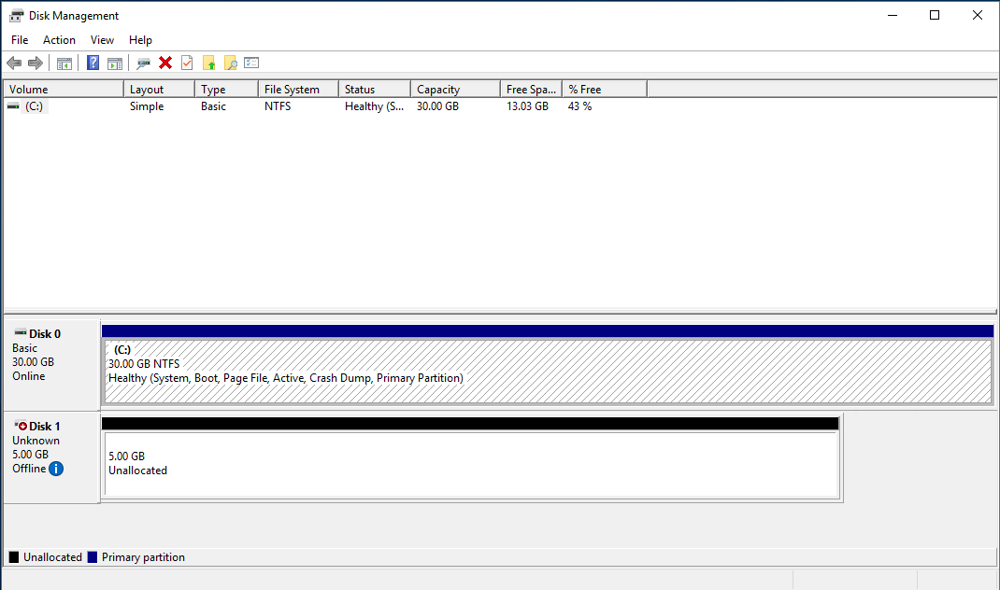 Disk Management
File Action View Help
Volume Layout Type File System Status Capacity Free Spa... % Free
(C:) Simple Basic NTFS Healthy (S... 30.00 GB 13.03 GB 43 %
Disk 0
Basic
30.00 GB
Online
(C:)
30.00 GB NTFS
Healthy (System, Boot, Page File, Active, Crash Dump, Primary Partition)
Disk 1
Unknown
5.00 GB
Offline
5.00 GB
Unallocated
Unallocated Primary partition